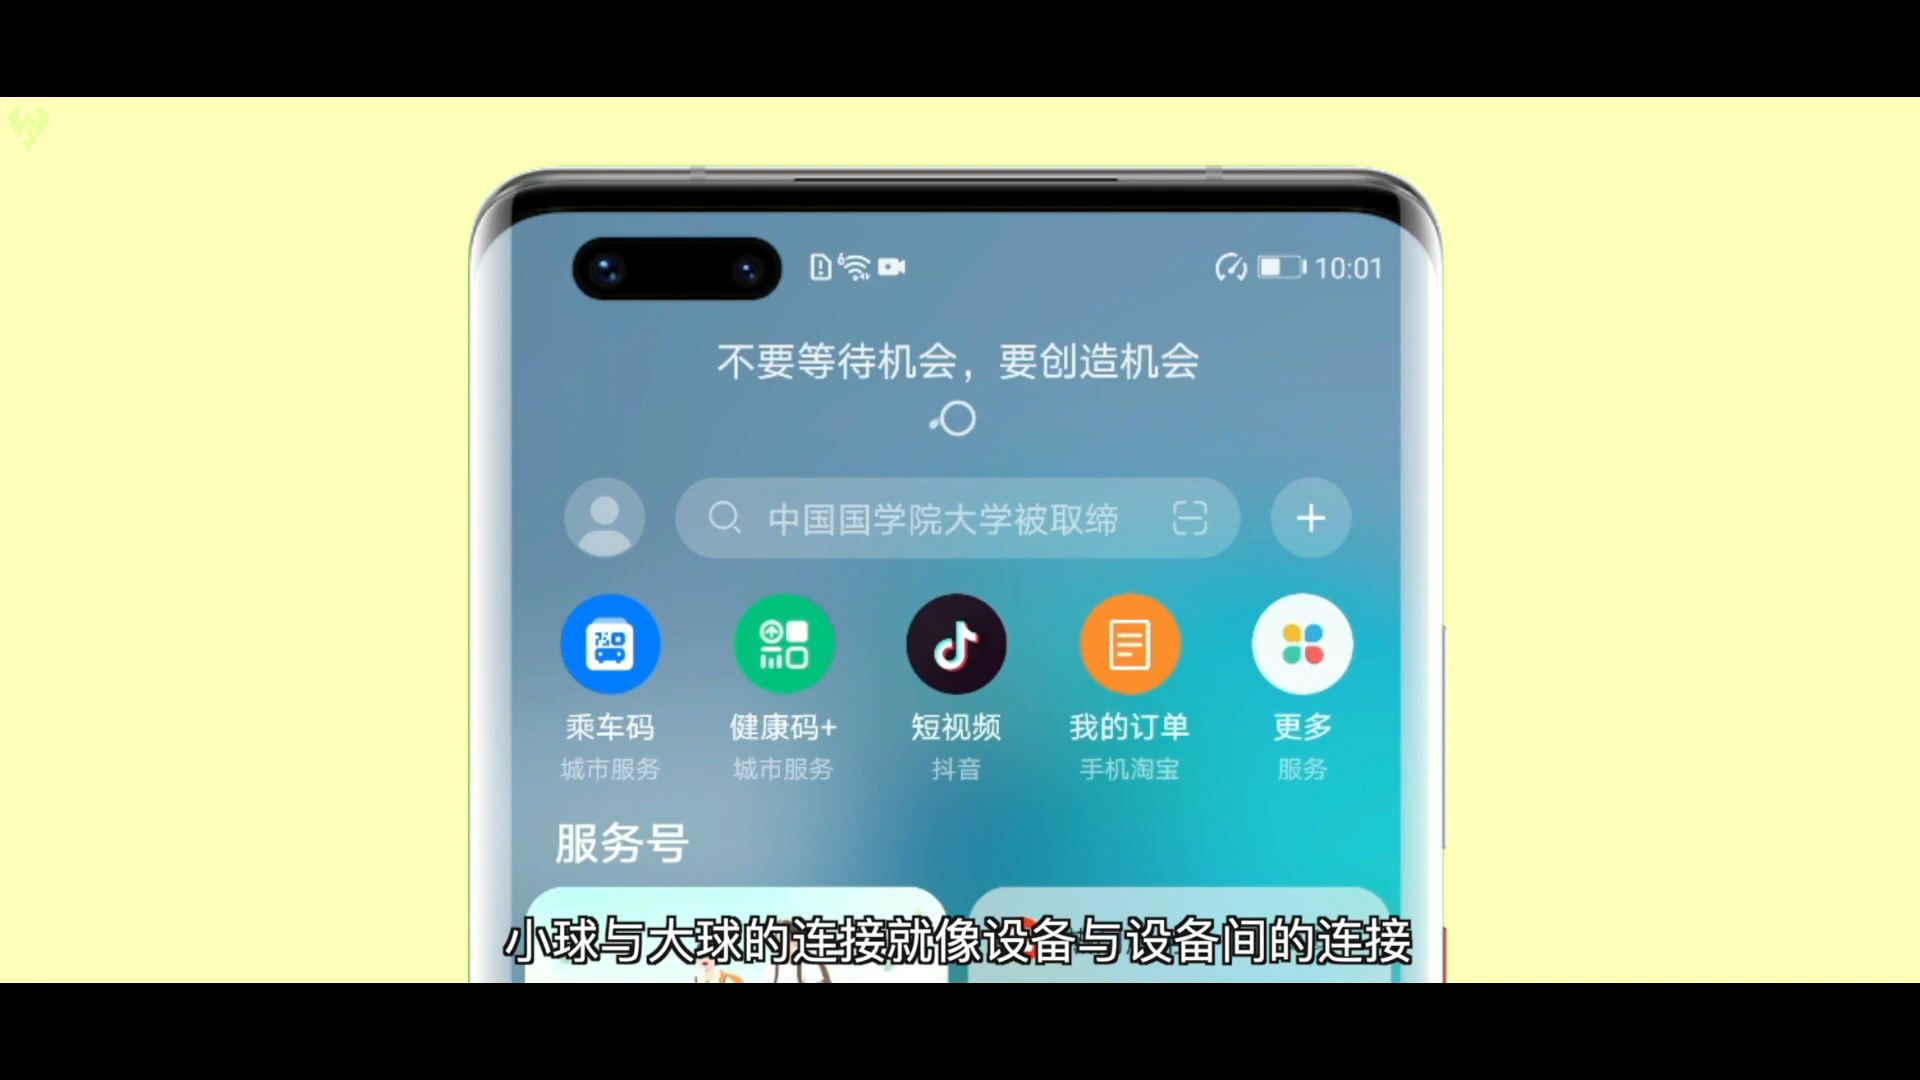 10:01
不要等待机会，要创造机会
中国国学院大学被取缔
乘车码
健康码+
短视频
我的订单
更多
城市服务
城市服务
抖音
手机淘宝
服务
服务号
小球与大球的连接就像设备与设备间的连接